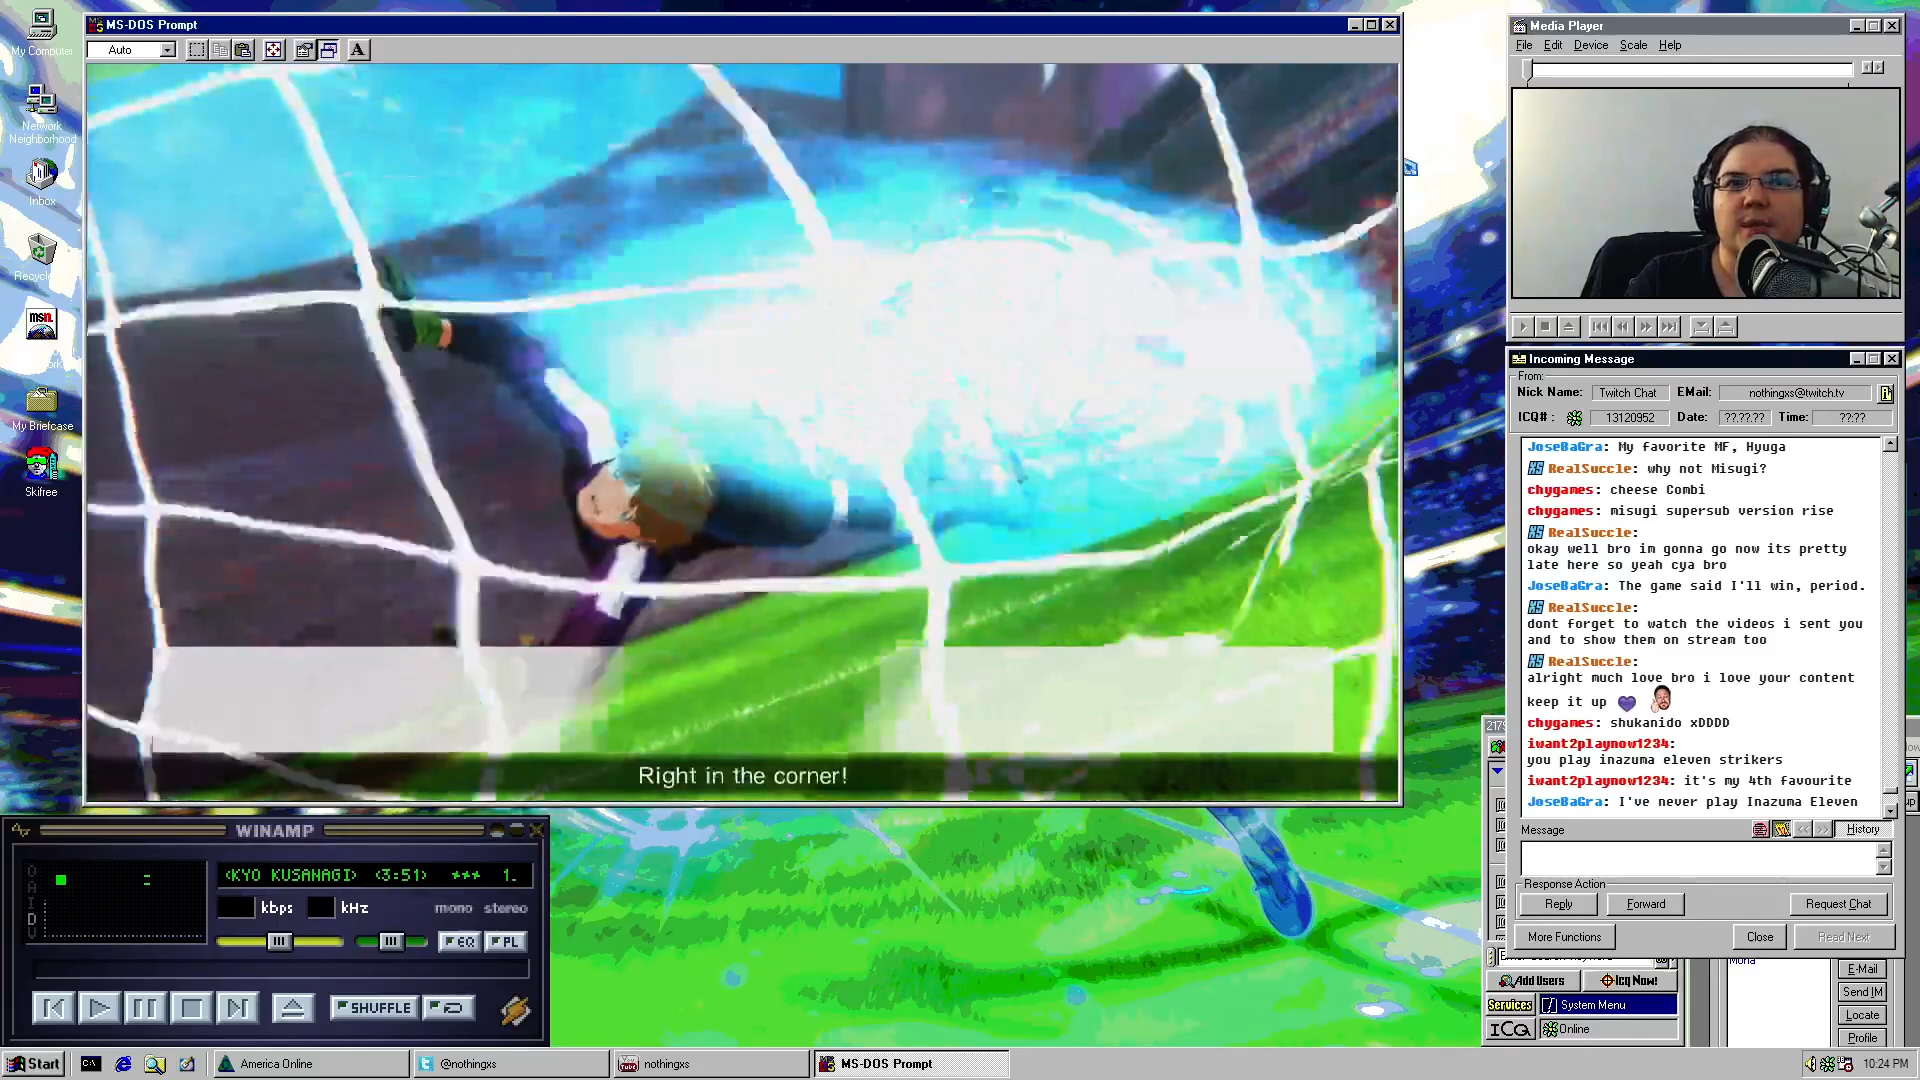 My Computer
Network
Neighborhood
Inbox
Recycle
msn
My Briefcase
Skifree
MS-DOS Prompt
Auto
A
Right in the corner!
WINAMP
<KYO KUSANAGI> <3:51> *** 1.
kbps
kHz
mono
stereo
EQ
PL
SHUFFLE
Media Player
File
Edit
Device
Scale
Help
Incoming Message
From:
Nick Name:
Twitch Chat
EMail:
nothingxs@twitch.tv
ICQ# :
13120952
Date:
??.??.??
Time:
??:??
JoseBaGra: My favorite MF, Hyuga
XS RealSuccle: why not Misugi?
chygames: cheese Combi
chygames: misugi supersub version rise
XS RealSuccle:
okay well bro im gonna go now its pretty
late here so yeah cya bro
JoseBaGra: The game said I'll win, period.
XS RealSuccle:
dont forget to watch the videos i sent you
and to show them on stream too
XS RealSuccle:
alright much love bro i love your content
keep it up
chygames: shukanido xDDDD
iwant2playnow1234:
you play inazuma eleven strikers
iwant2playnow1234: it's my 4th favourite
JoseBaGra: I've never play Inazuma Eleven
Message
History
Response Action
Reply
Forward
Request Chat
More Functions
Close
Read Next
Add Users
Icq Now!
Services
System Menu
ICQ
Online
E-Mail
Send IM
Locate
Profile
Start
America Online
@nothingxs
nothingxs
MS-DOS Prompt
10:24 PM